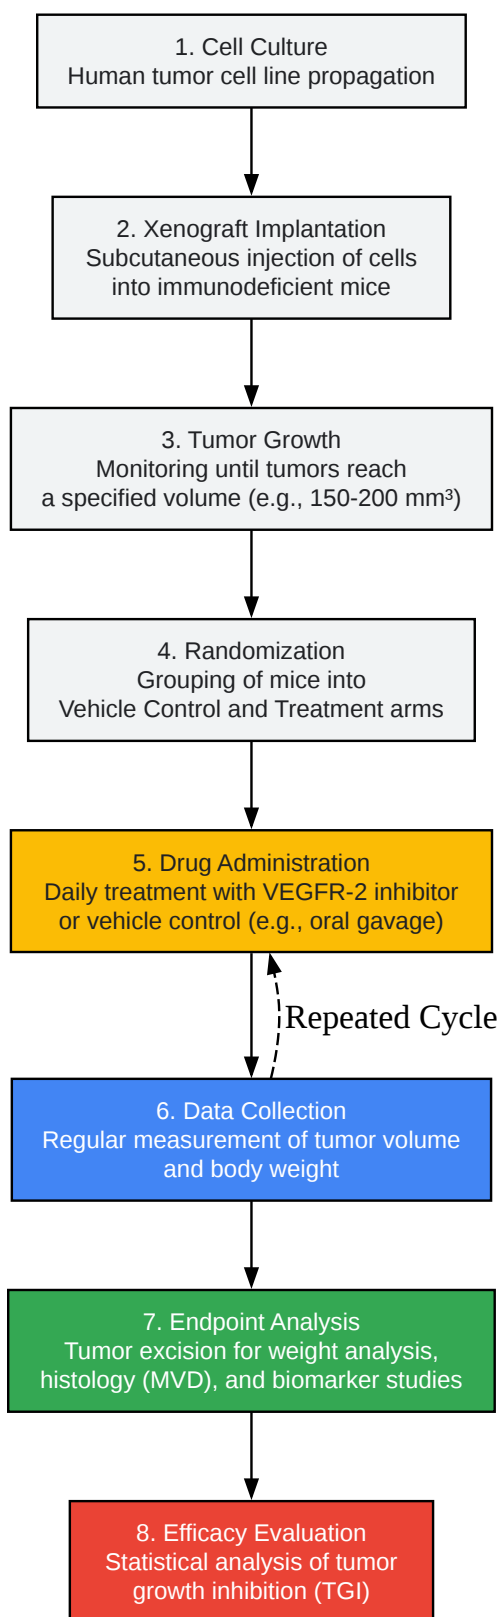 1. Cell Culture
Human tumor cell line propagation
2. Xenograft Implantation
Subcutaneous injection of cells
into immunodeficient mice
3. Tumor Growth
Monitoring until tumors reach
a specified volume (e.g., 150-200 mm³)
4. Randomization
Grouping of mice into
Vehicle Control and Treatment arms
5. Drug Administration
Daily treatment with VEGFR-2 inhibitor
or vehicle control (e.g., oral gavage)
Repeated Cycle
6. Data Collection
Regular measurement of tumor volume
and body weight
7. Endpoint Analysis
Tumor excision for weight analysis,
histology (MVD), and biomarker studies
8. Efficacy Evaluation
Statistical analysis of tumor
growth inhibition (TGI)